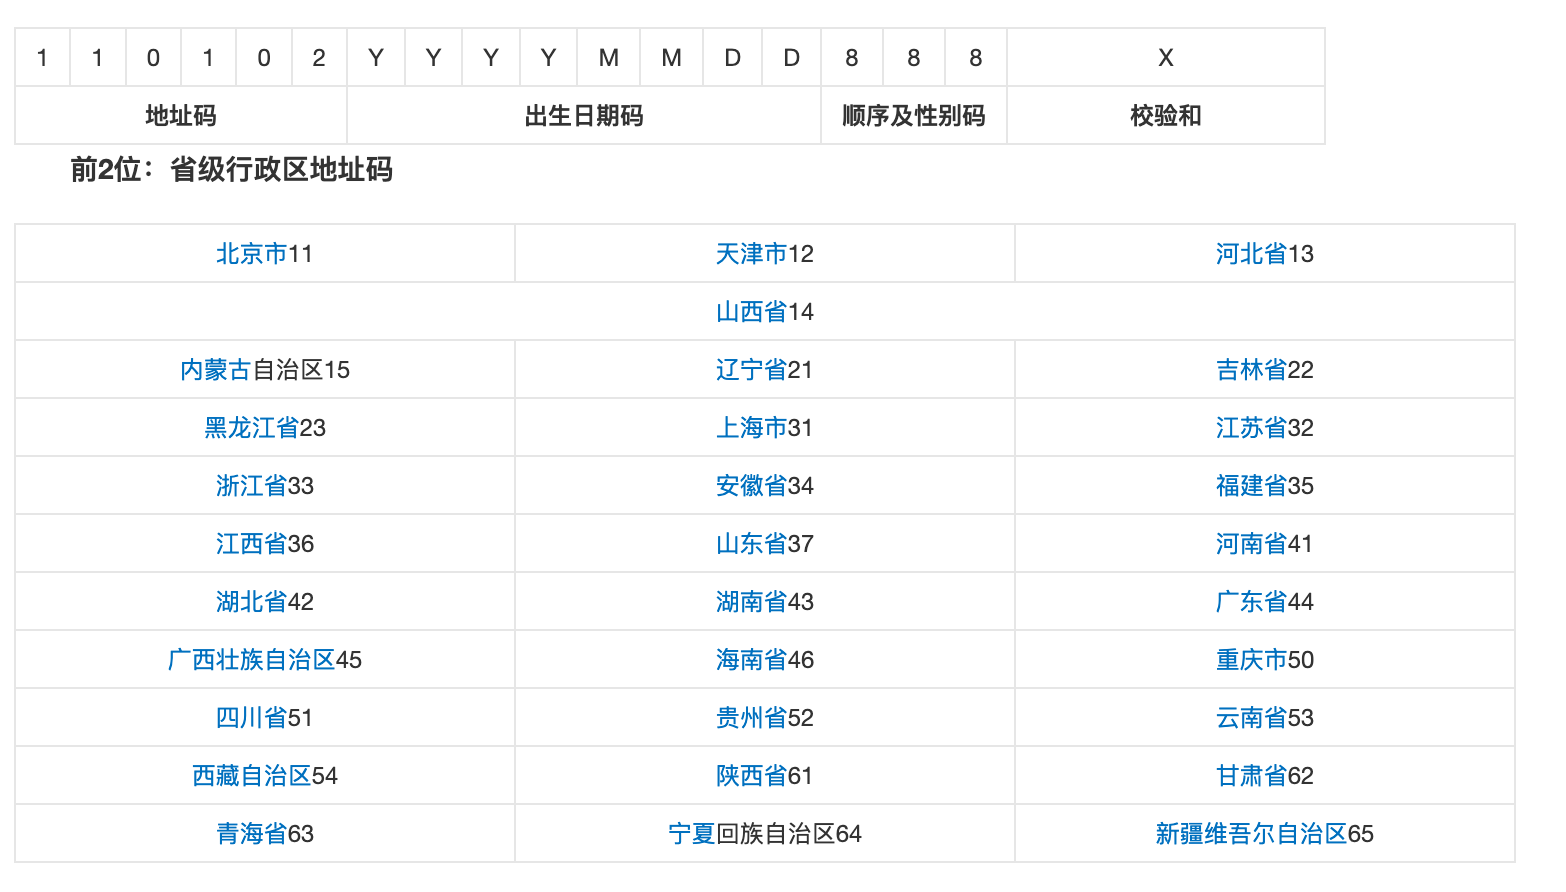 1 1 0 1 0 2 Y Y Y Y M M D D 8 8 8 X
地址码 出生日期码 顺序及性别码 校验和
前2位：省级行政区地址码
北京市11 天津市12 河北省13
山西省14
内蒙古自治区15 辽宁省21 吉林省22
黑龙江省23 上海市31 江苏省32
浙江省33 安徽省34 福建省35
江西省36 山东省37 河南省41
湖北省42 湖南省43 广东省44
广西壮族自治区45 海南省46 重庆市50
四川省51 贵州省52 云南省53
西藏自治区54 陕西省61 甘肃省62
青海省63 宁夏回族自治区64 新疆维吾尔自治区65